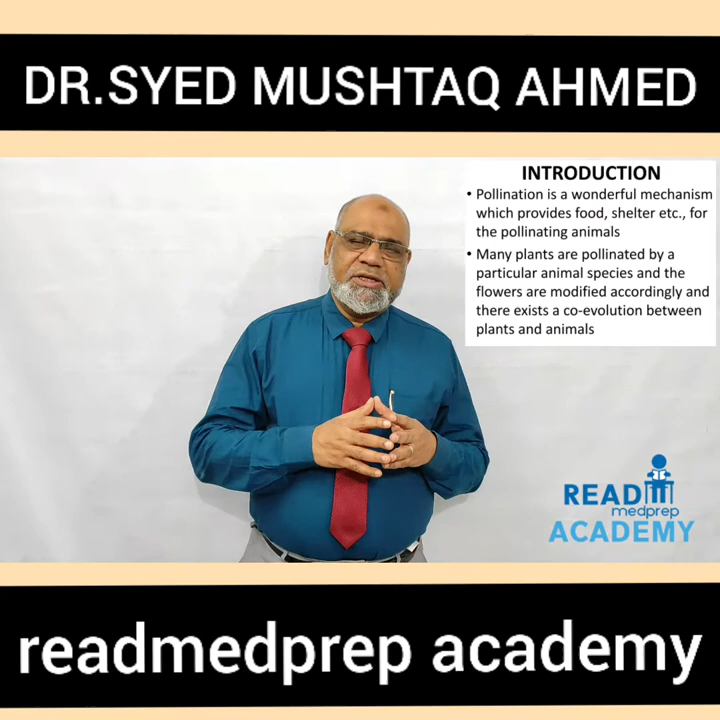 DR.SYED MUSHTAQ AHMED
INTRODUCTION
• Pollination is a wonderful mechanism
which provides food, shelter etc., for
the pollinating animals
• Many plants are pollinated by a
particular animal species and the
flowers are modified accordingly and
there exists a co-evolution between
plants and animals
READ
medprep
ACADEMY
readmedprep academy